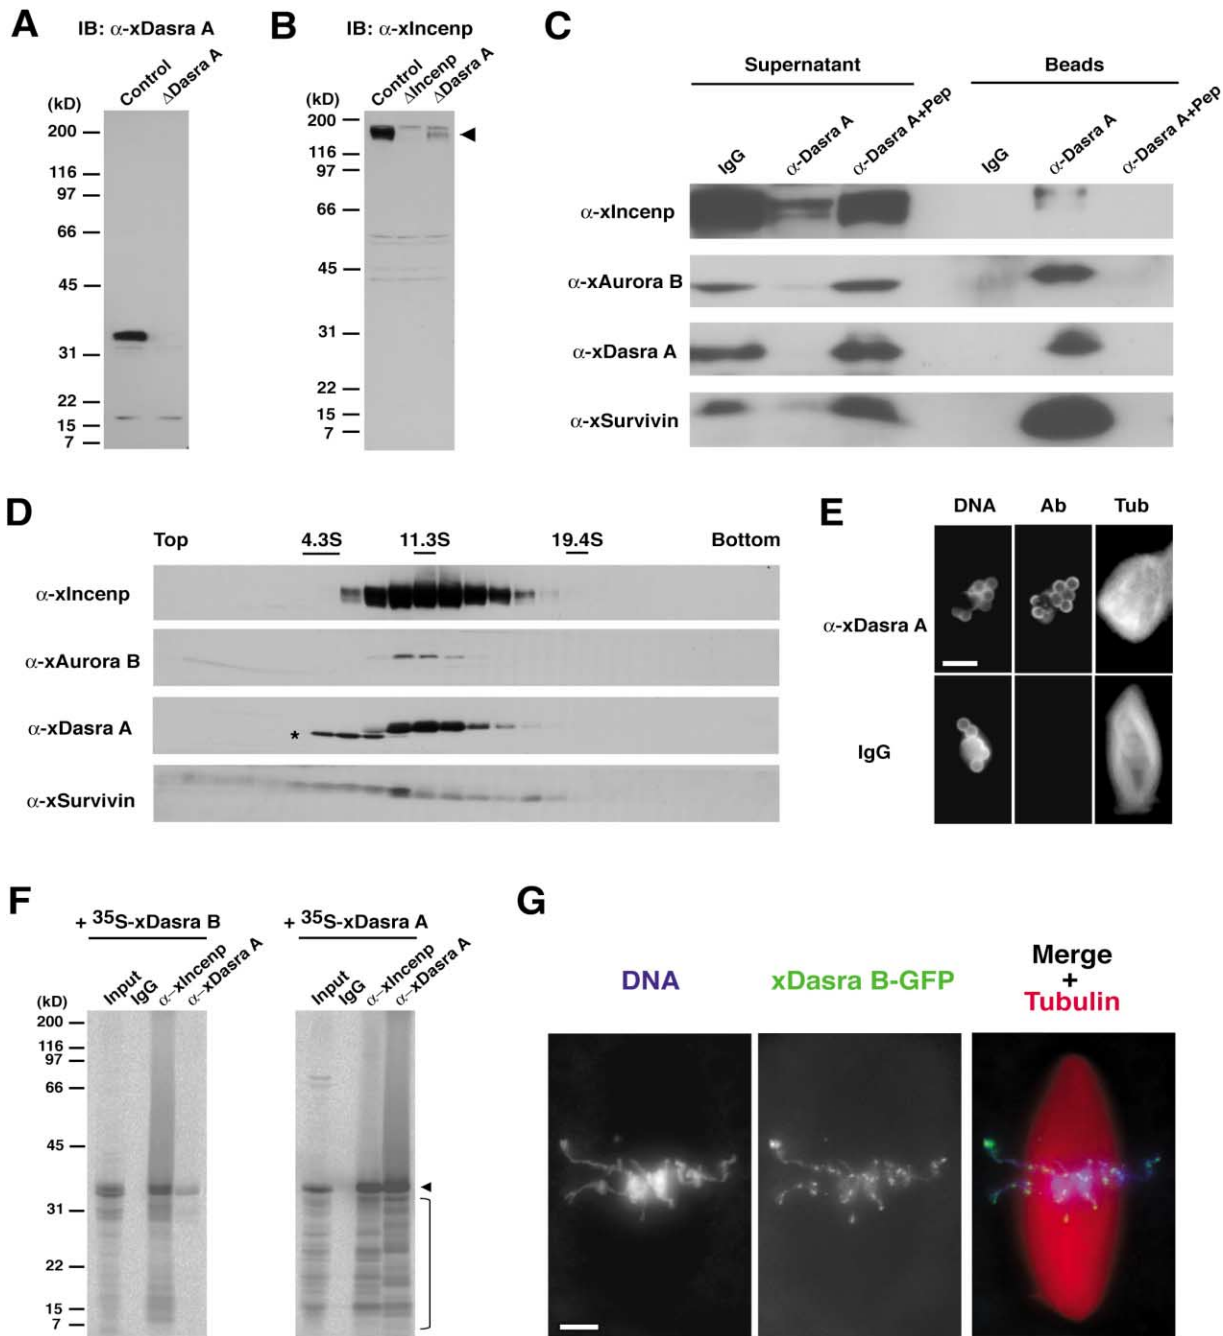 A
IB: α-xDasra A
Control
ΔDasra A
(kD)
200
116
97
66
45
31
22
15
7
B
IB: α-xIncenp
Control
ΔIncenp
ΔDasra A
(kD)
200
116
97
66
45
31
22
15
7
C
Supernatant
Beads
IgG
α-Dasra A
α-Dasra A+Pep
IgG
α-Dasra A
α-Dasra A+Pep
α-xIncenp
α-xAurora B
α-xDasra A
α-xSurvivin
D
Top
4.3S
11.3S
19.4S
Bottom
α-xIncenp
α-xAurora B
α-xDasra A
*
α-xSurvivin
E
DNA
Ab
Tub
α-xDasra A
IgG
F
+ 35S-xDasra B
+ 35S-xDasra A
Input
IgG
α-xIncenp
α-xDasra A
Input
IgG
α-xIncenp
α-xDasra A
(kD)
200
116
97
66
45
31
22
15
7
G
DNA
xDasra B-GFP
Merge
+
Tubulin